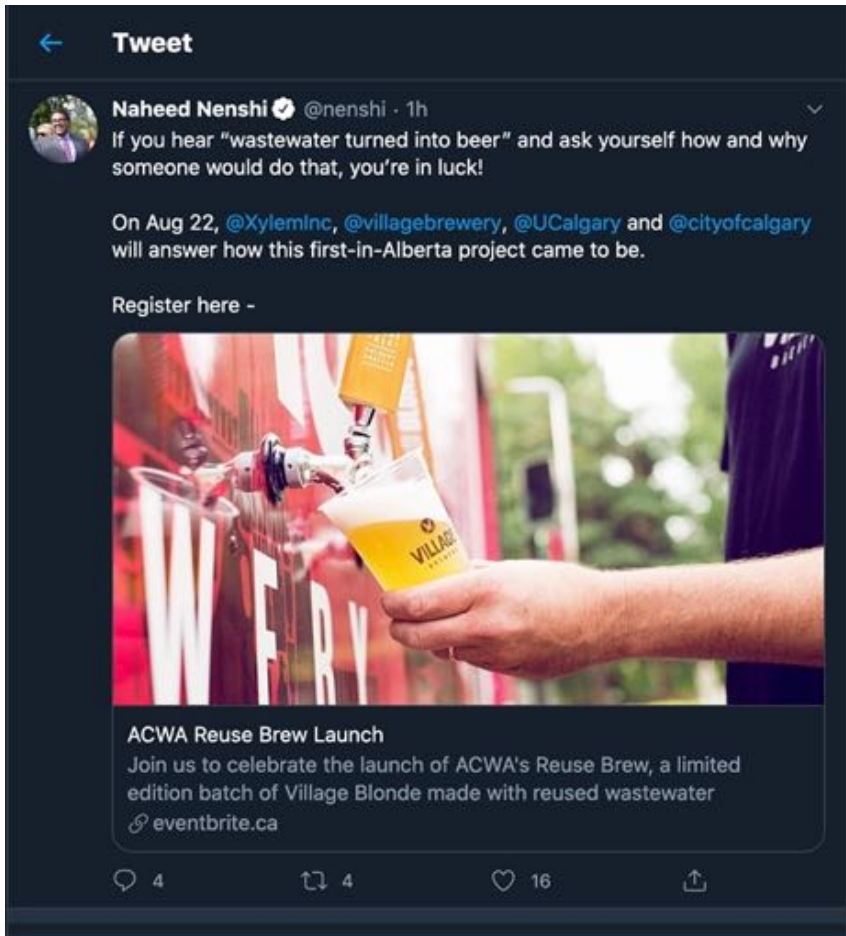 Tweet
Naheed Nenshi @nenshi · 1h
If you hear “wastewater turned into beer” and ask yourself how and why
someone would do that, you’re in luck!
On Aug 22, @XylemInc, @villagebrewery, @UCalgary and @cityofcalgary
will answer how this first-in-Alberta project came to be.
Register here -
W E R Y
VILLAGE
ACWA Reuse Brew Launch
Join us to celebrate the launch of ACWA's Reuse Brew, a limited
edition batch of Village Blonde made with reused wastewater
eventbrite.ca
4 4 16